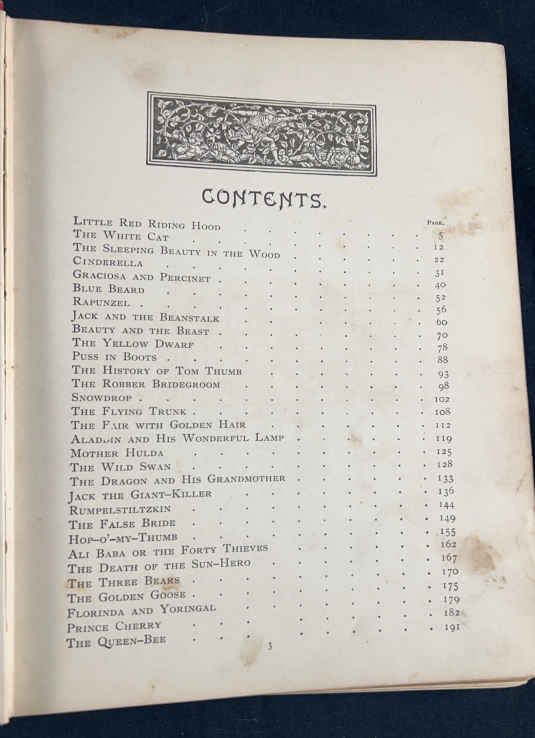 CONTENTS.
PAGE.
LITTLE RED RIDING HOOD . . . . . . . 5
THE WHITE CAT . . . . . . . . . 12
THE SLEEPING BEAUTY IN THE WOOD . . . . . 22
CINDERELLA . . . . . . . . . 31
GRACIOSA AND PERCINET . . . . . . . . 40
BLUE BEARD . . . . . . . . . 52
RAPUNZEL . . . . . . . . . . 56
JACK AND THE BEANSTALK . . . . . . . 60
BEAUTY AND THE BEAST . . . . . . . . 70
THE YELLOW DWARF . . . . . . . . 78
PUSS IN BOOTS . . . . . . . . . . 88
THE HISTORY OF TOM THUMB . . . . . . 93
THE ROBBER BRIDEGROOM . . . . . . . 98
SNOWDROP . . . . . . . . . . . 102
THE FLYING TRUNK . . . . . . . . . 108
THE FAIR WITH GOLDEN HAIR . . . . . . 112
ALADDIN AND HIS WONDERFUL LAMP . . . . . . 119
MOTHER HULDA . . . . . . . . . 125
THE WILD SWAN . . . . . . . . . 128
THE DRAGON AND HIS GRANDMOTHER . . . . . . 133
JACK THE GIANT-KILLER . . . . . . . 136
RUMPELSTILTZKIN . . . . . . . . . 144
THE FALSE BRIDE . . . . . . . . . 149
HOP-O'-MY-THUMB . . . . . . . . . 155
ALI BABA OR THE FORTY THIEVES . . . . . . 162
THE DEATH OF THE SUN-HERO . . . . . . 167
THE THREE BEARS . . . . . . . . . 170
THE GOLDEN GOOSE . . . . . . . . . 175
FLORINDA AND YORINGAL . . . . . . . . 179
PRINCE CHERRY . . . . . . . . . 182
THE QUEEN-BEE . . . . . . . . . 191
3